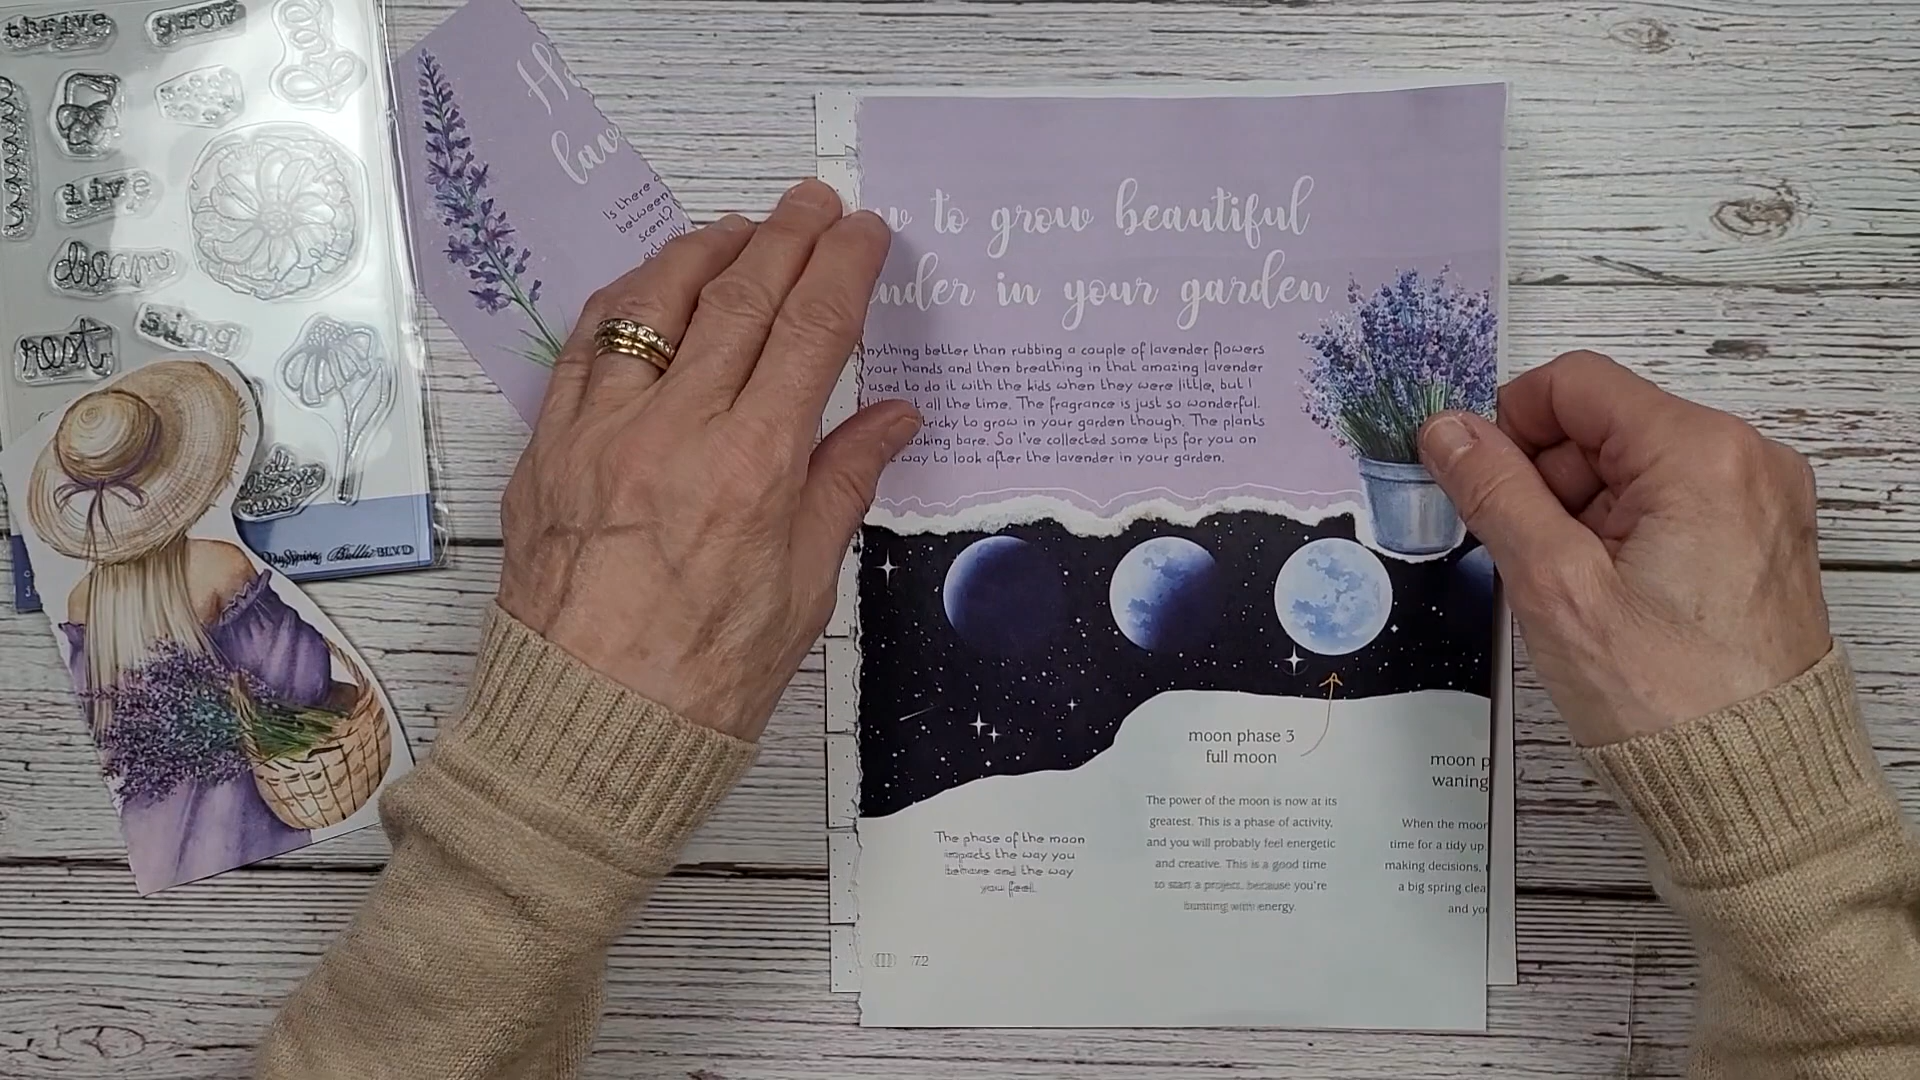 thrive
grow
live
dream
sing
rest
always
new
Bella BLVD
lav
Is there
between
scent?
actually
to grow beautiful
in your garden
better than rubbing a couple of lavender flowers
your hands and then breathing in that amazing lavender
used to do it with the kids when they were little, but I
all the time. The fragrance is just so wonderful.
tricky to grow in your garden though. The plants
bare. So I've collected some tips for you on
way to look after the lavender in your garden.
moon phase 3
full moon
The power of the moon is now at its
greatest. This is a phase of activity,
and you will probably feel energetic
and creative. This is a good time
to start a project, because you're
bursting with energy.
The phase of the moon
impacts the way you
behave and the way
you feel.
moon
waning
When the moon
time for a tidy up
making decisions,
a big spring
and
72